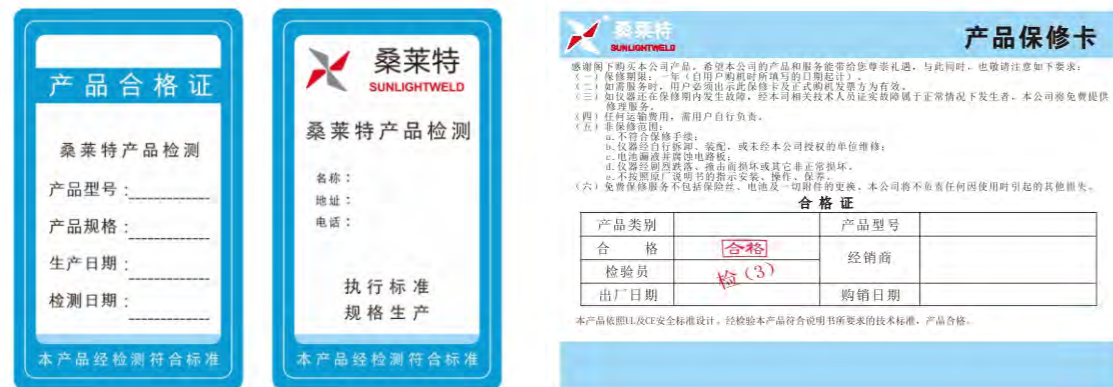 产品合格证
桑莱特产品检测
产品型号：
产品规格：
生产日期：
检测日期：
本产品经检测符合标准
桑莱特
SUNLIGHTWELD
桑莱特产品检测
名称：
地址：
电话：
执行标准
规格生产
本产品经检测符合标准
桑莱特
SUNLIGHTWELD
产品保修卡
感谢阁下购买本公司产品。希望本公司的产品和服务能带给您尊崇礼遇。与此同时，也敬请注意如下要求：
（一）保修期限：一年（自用户购机时所填写的日期起计）。
（二）如需服务时，用户必须出示此保修卡及正式购机发票方为有效。
（三）如仪器还在保修期内发生故障，经本司相关技术人员证实故障属于正常情况下发生者，本公司将免费提供
修理服务。
（四）任何运输费用，需用户自行负责。
（五）非保修范围：
a.不符合保修手续；
b.仪器经自行拆卸、装配，或未经本公司授权的单位维修；
c.电池漏液并腐蚀电路板；
d.仪器经剧烈跌落、撞击而损坏或其它非正常损坏。
e.不按照原厂说明书的指示安装、操作、保养。
（六）免费保修服务不包括保险丝、电池及一切附件的更换。本公司将不负责任何因使用时引起的其他损失。
合格证
产品类别 产品型号
合格 合格 经销商
检验员 检(3)
出厂日期 购销日期
本产品依照UL及CE安全标准设计。经检验本产品符合说明书所要求的技术标准，产品合格。